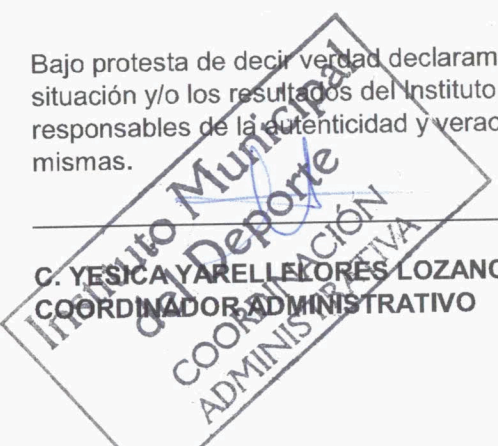 Bajo protesta de decir verdad declaram
situación y/o los resultados del Instituto
responsables de la autenticidad y verac
mismas.
C. YESICA YARELLI FLORES LOZANO
COORDINADOR ADMINISTRATIVO
Instituto Municipal
del Deporte
COORDINACIÓN
ADMINISTRATIVA